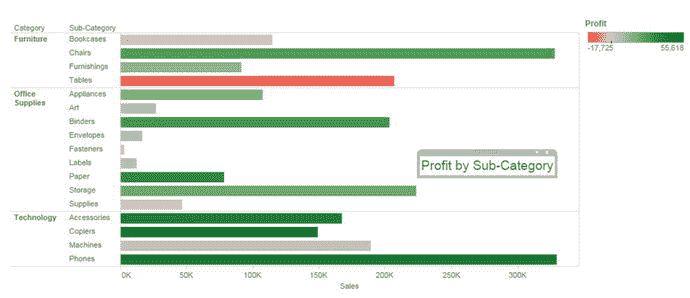 Category Sub-Category
Furniture Bookcases
Chairs
Furnishings
Tables
Office Supplies Appliances
Art
Binders
Envelopes
Fasteners
Labels
Paper
Storage
Supplies
Technology Accessories
Copiers
Machines
Phones
0K 50K 100K 150K 200K 250K 300K
Sales
Profit by Sub-Category
Profit
-17,725 55,618